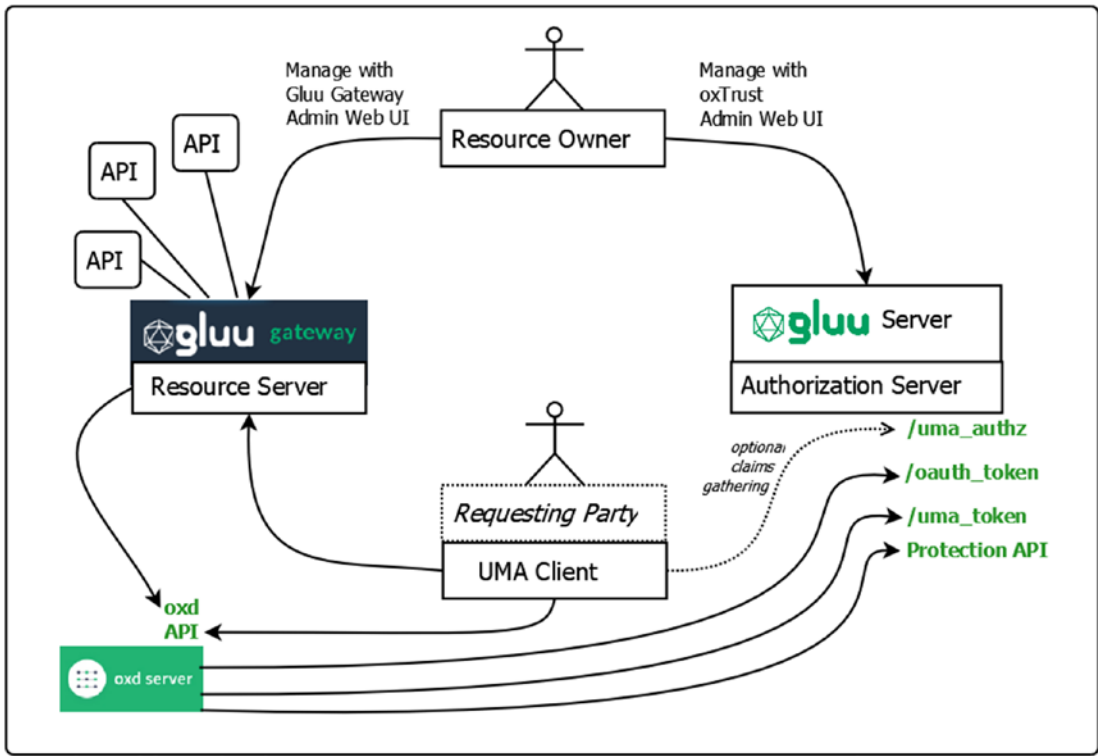 Manage with
Gluu Gateway
Admin Web UI
Manage with
oxTrust
Admin Web UI
Resource Owner
API
API
API
gluu gateway
Resource Server
gluu Server
Authorization Server
/uma_authz
optional
claims
gathering
/oauth_token
/uma_token
Protection API
Requesting Party
UMA Client
oxd
API
oxd server